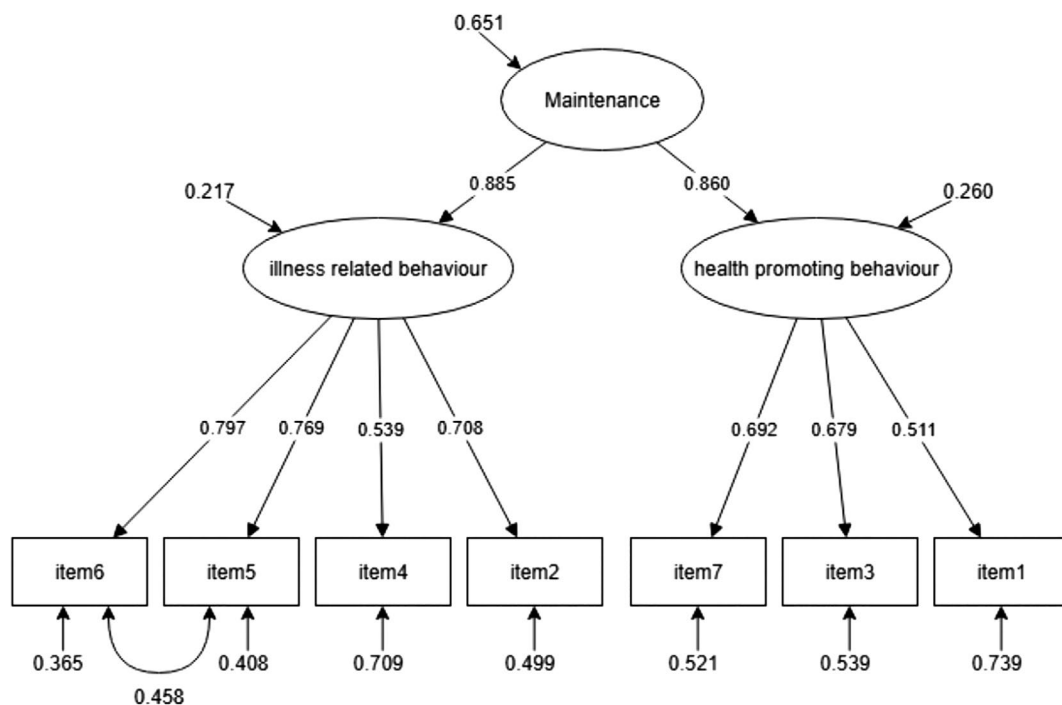 0.651
Maintenance
0.885
0.860
0.217
0.260
illness related behaviour
health promoting behaviour
0.797
0.769
0.539
0.708
0.692
0.679
0.511
item6
item5
item4
item2
item7
item3
item1
0.365
0.408
0.709
0.499
0.521
0.539
0.739
0.458